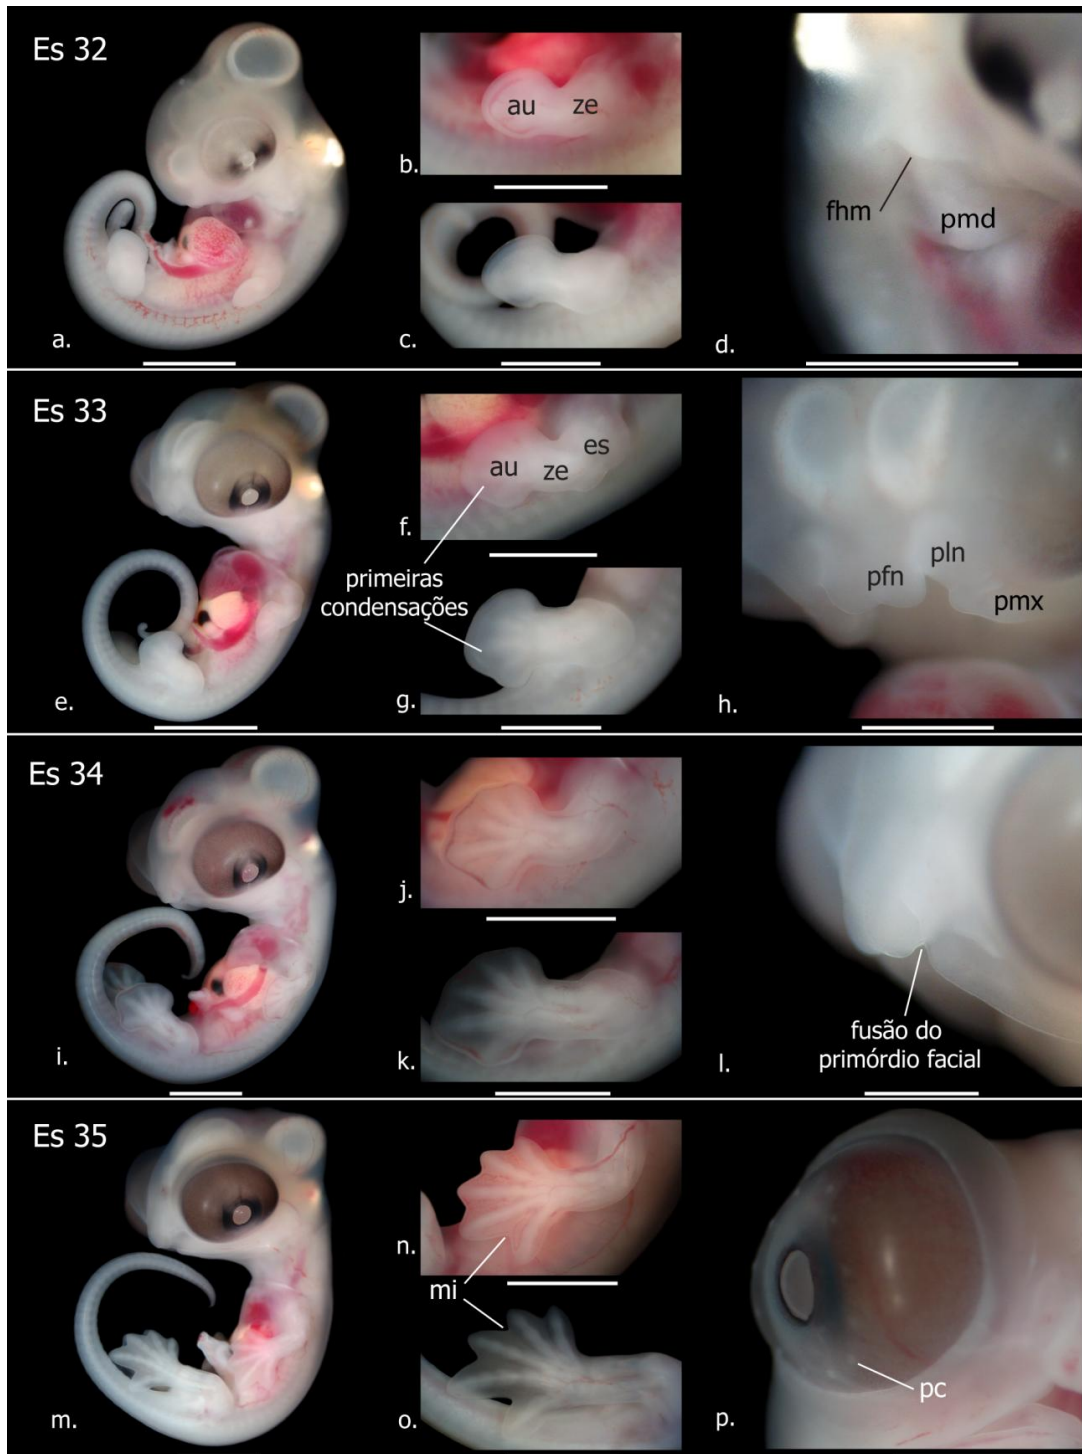 Es 32
au ze
b.
fhm
pmd
a.
c.
d.
Es 33
au ze es
f.
primeiras
condensações
pfn pln
pmx
e.
g.
h.
Es 34
j.
i.
k.
l.
fusão do
primórdio facial
Es 35
n.
mi
m.
o.
pc
p.